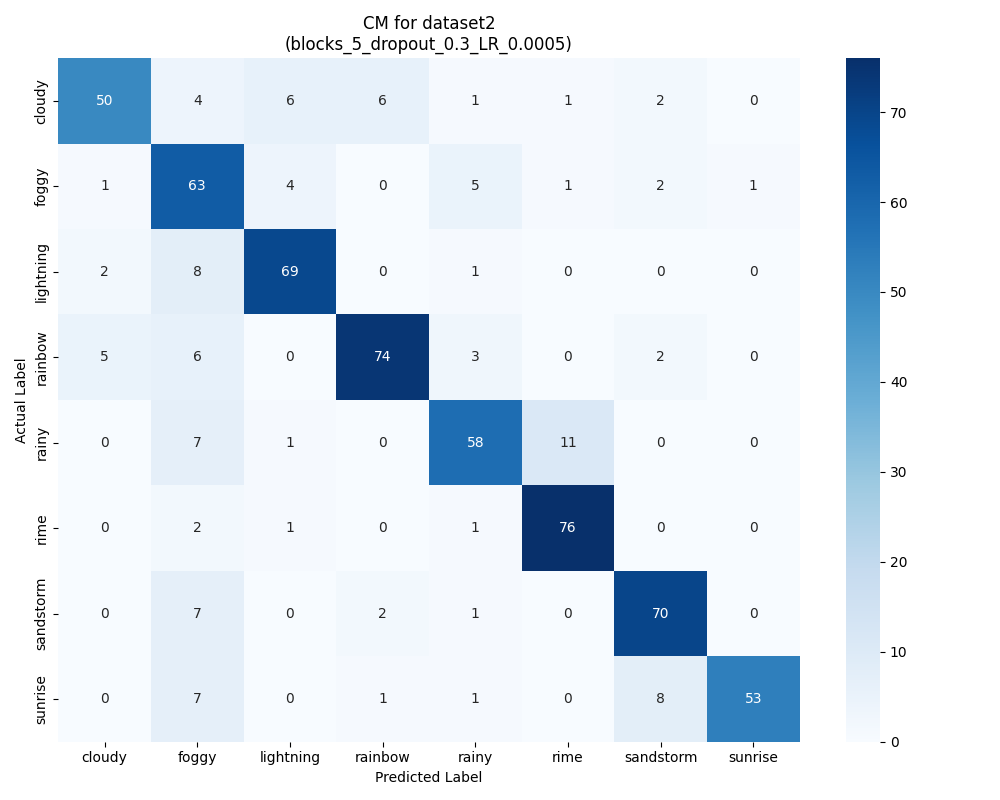 CM for dataset2
(blocks_5_dropout_0.3_LR_0.0005)
Actual Label
cloudy 50 4 6 6 1 1 2 0
foggy 1 63 4 0 5 1 2 1
lightning 2 8 69 0 1 0 0 0
rainbow 5 6 0 74 3 0 2 0
rainy 0 7 1 0 58 11 0 0
rime 0 2 1 0 1 76 0 0
sandstorm 0 7 0 2 1 0 70 0
sunrise 0 7 0 1 1 0 8 53
cloudy foggy lightning rainbow rainy rime sandstorm sunrise
Predicted Label
70
60
50
40
30
20
10
0